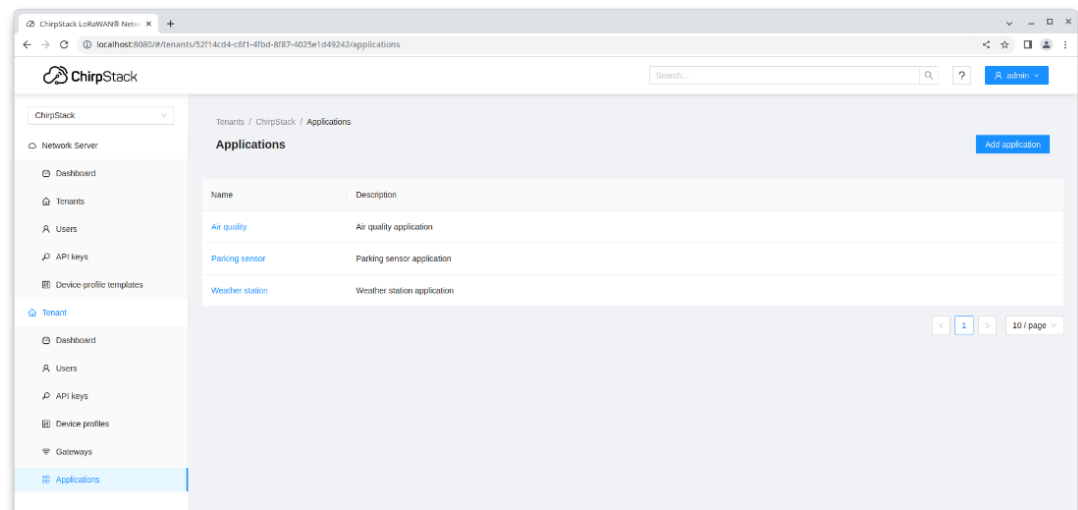 ChirpStack LoRaWAN® Netw
localhost:8080/#/tenants/52f14cd4-c6f1-4fbd-8f87-4025e1d49242/applications
ChirpStack
Search...
?
admin
ChirpStack
Network Server
Dashboard
Tenants
Users
API keys
Device-profile templates
Tenant
Dashboard
Users
API keys
Device profiles
Gateways
Applications
Tenants / ChirpStack / Applications
Applications
Add application
Name Description
Air quality Air quality application
Parking sensor Parking sensor application
Weather station Weather station application
< 1 > 10 / page